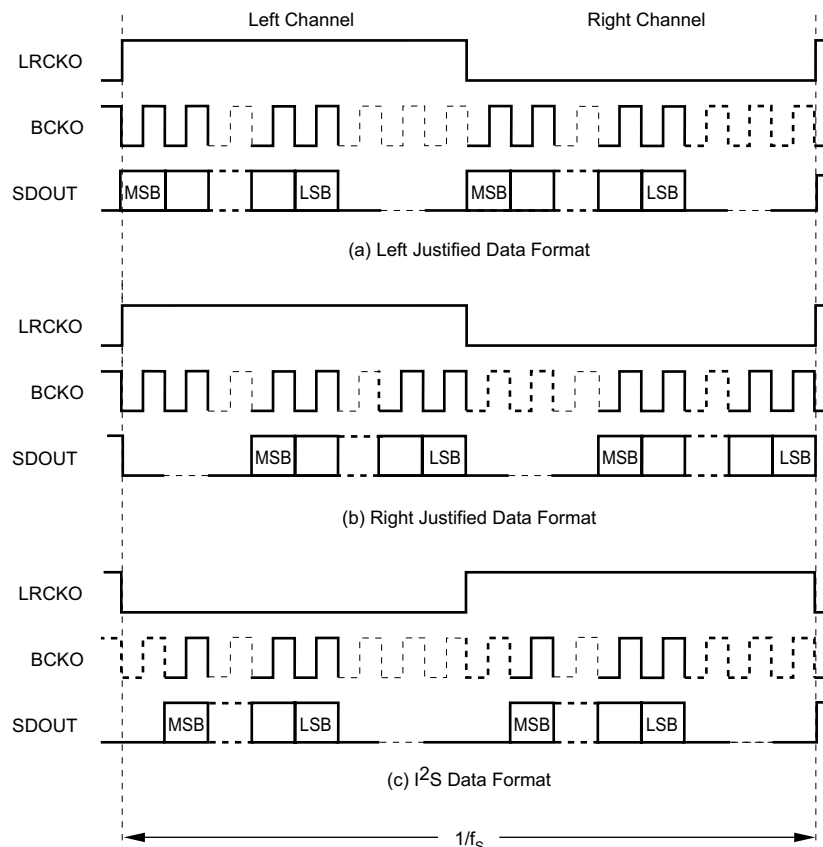 Left Channel Right Channel
LRCKO
BCKO
SDOUT MSB LSB MSB LSB
(a) Left Justified Data Format
LRCKO
BCKO
SDOUT MSB LSB MSB LSB
(b) Right Justified Data Format
LRCKO
BCKO
SDOUT MSB LSB MSB LSB
(c) I²S Data Format
1/fS